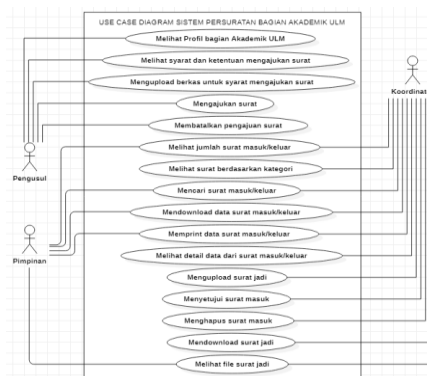 USE CASE DIAGRAM SISTEM PERSURATAN BAGIAN AKADEMIK ULM
Melihat Profil bagian Akademik ULM
Melihat syarat dan ketentuan mengajukan surat
Mengupload berkas untuk syarat mengajukan surat
Koordinat
Mengajukan surat
Membatalkan pengajuan surat
Melihat jumlah surat masuk/keluar
Pengusul
Melihat surat berdasarkan kategori
Mencari surat masuk/keluar
Mendownload data surat masuk/keluar
Memprint data surat masuk/keluar
Melihat detail data dari surat masuk/keluar
Pimpinan
Mengupload surat jadi
Menyetujui surat masuk
Menghapus surat masuk
Mendownload surat jadi
Melihat file surat jadi